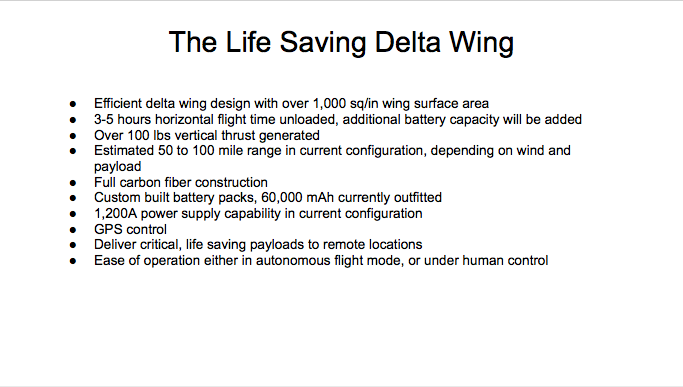 The Life Saving Delta Wing
● Efficient delta wing design with over 1,000 sq/in wing surface area
● 3-5 hours horizontal flight time unloaded, additional battery capacity will be added
● Over 100 lbs vertical thrust generated
● Estimated 50 to 100 mile range in current configuration, depending on wind and
payload
● Full carbon fiber construction
● Custom built battery packs, 60,000 mAh currently outfitted
● 1,200A power supply capability in current configuration
● GPS control
● Deliver critical, life saving payloads to remote locations
● Ease of operation either in autonomous flight mode, or under human control